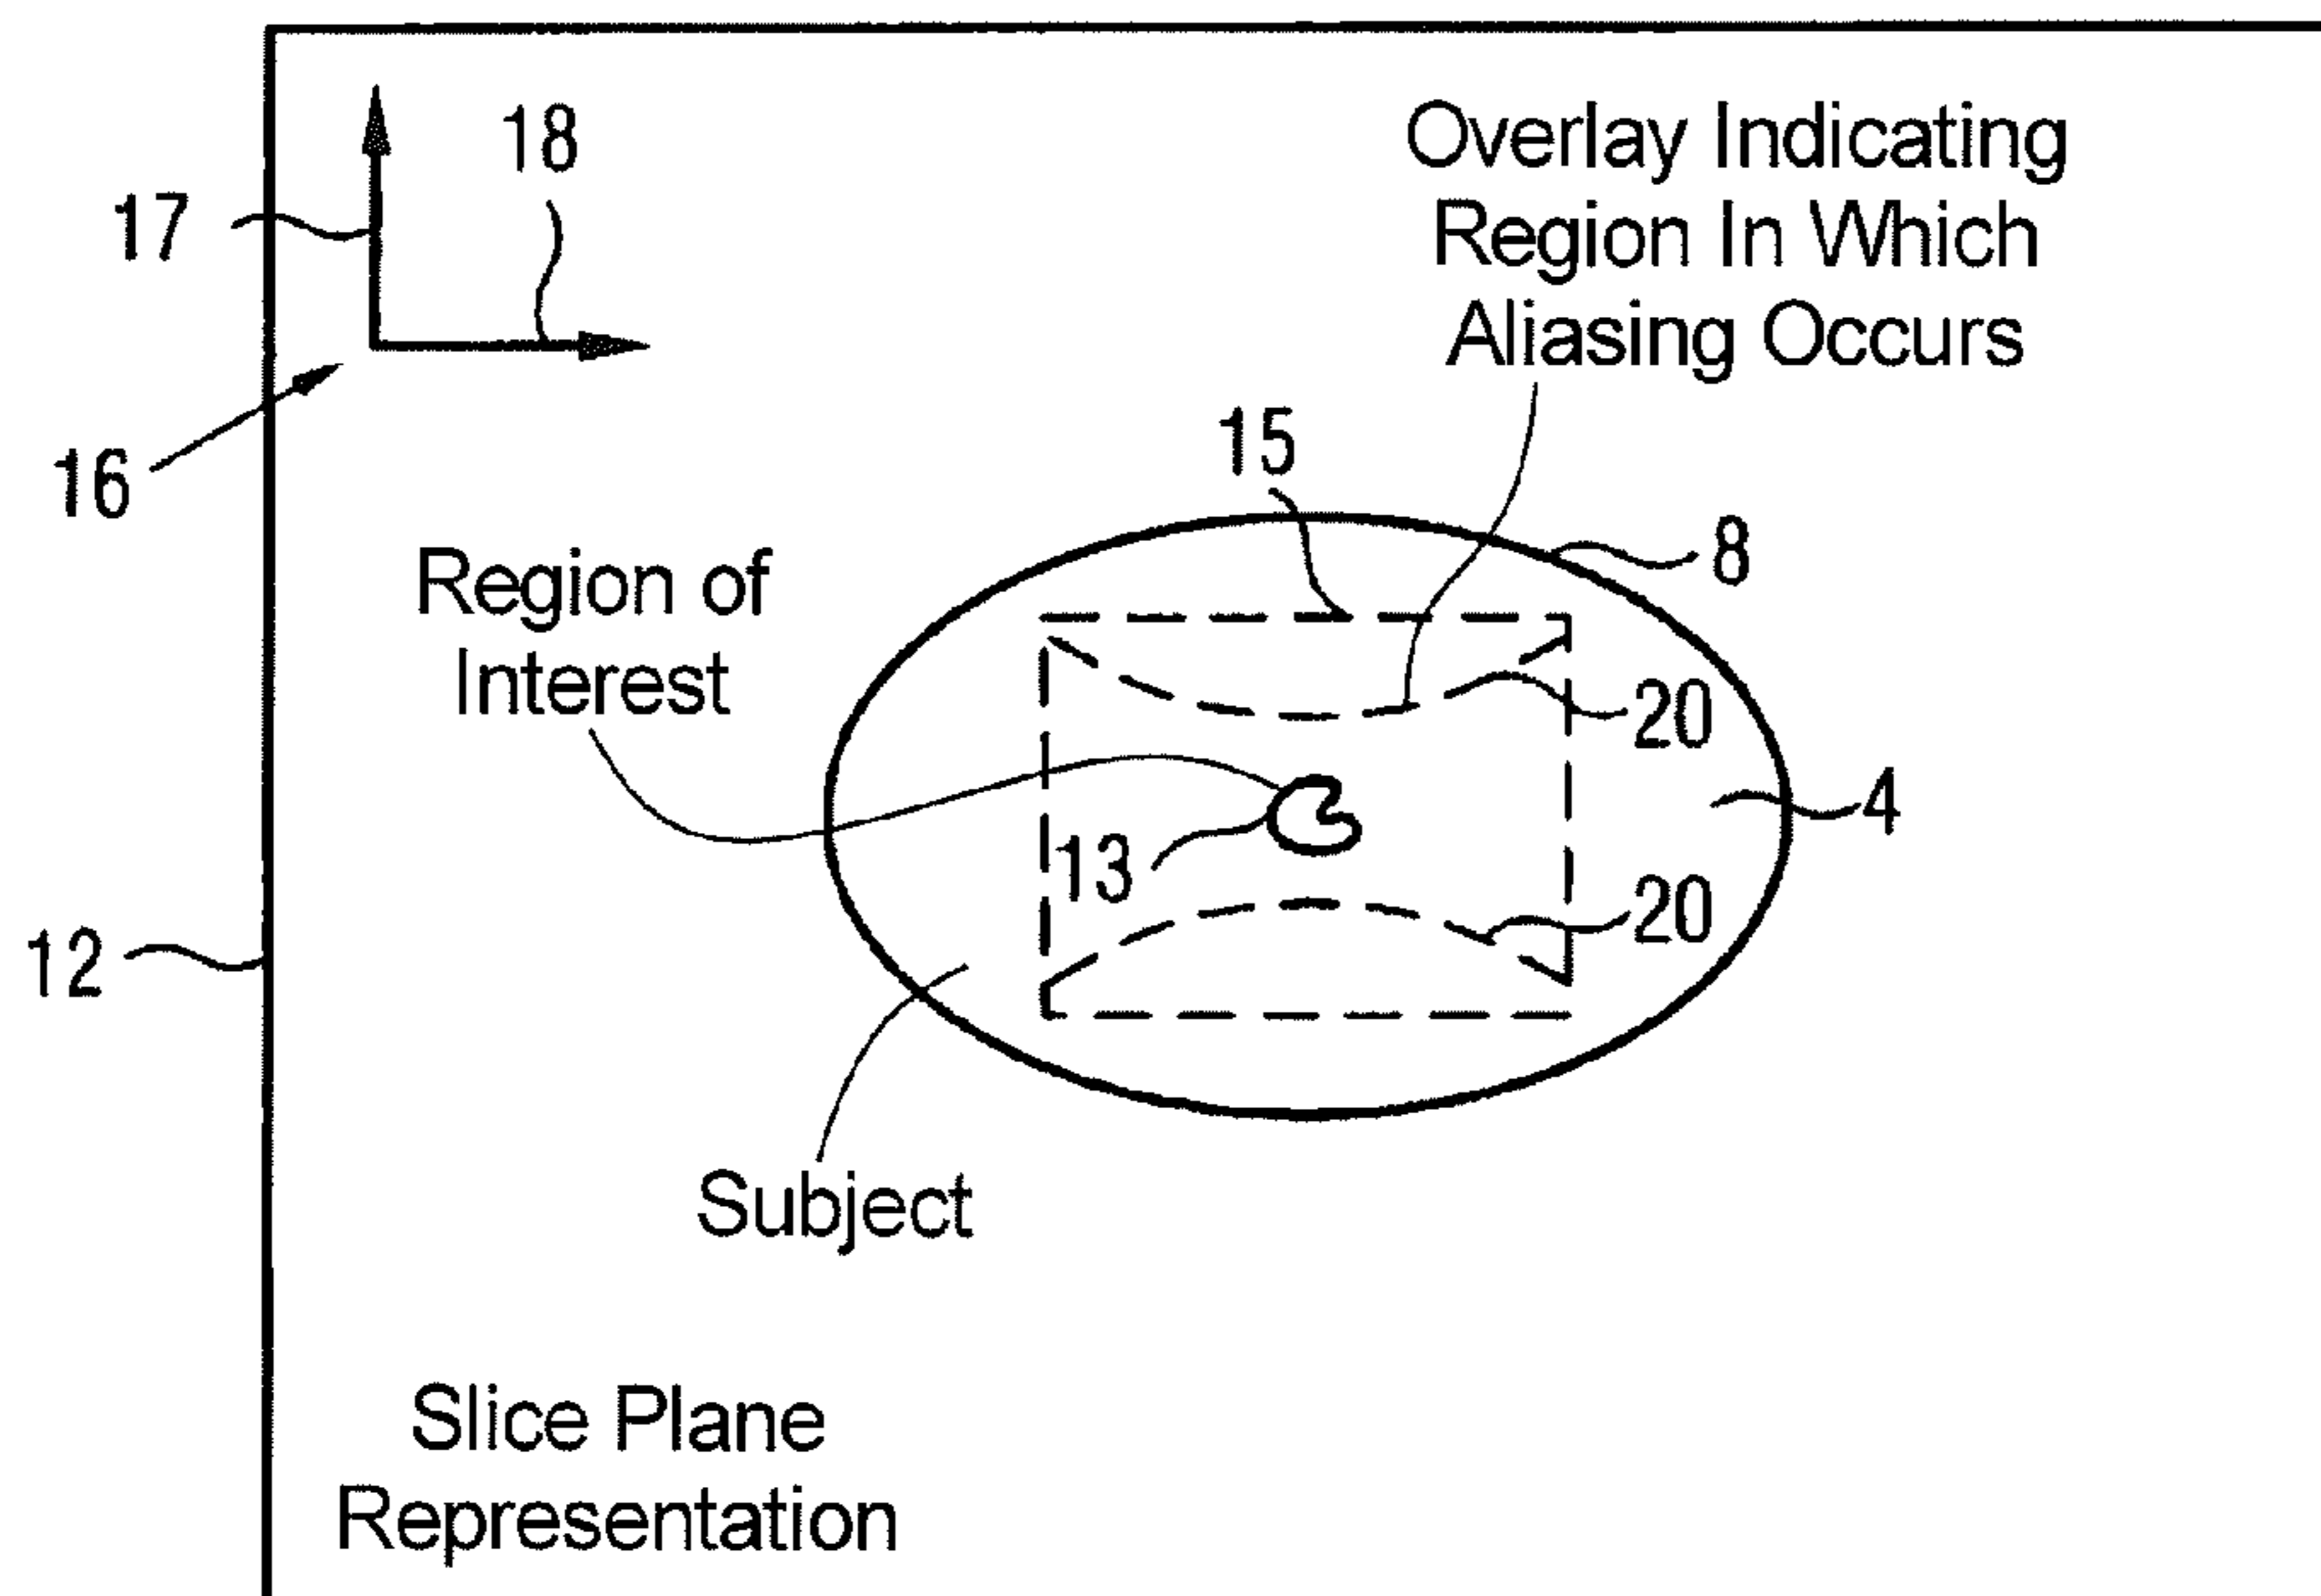 18
17
16
Overlay Indicating
Region In Which
Aliasing Occurs
15
8
Region of
Interest
20
4
13
20
12
Subject
Slice Plane
Representation